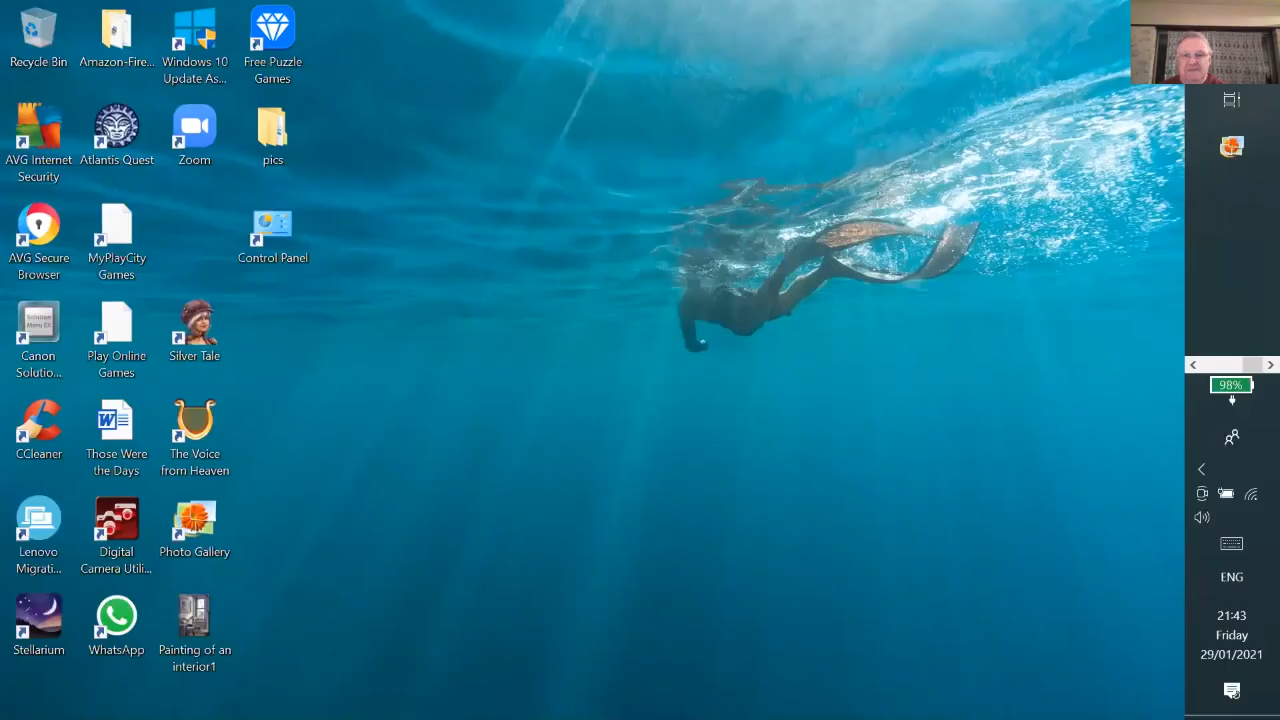 Recycle Bin
Amazon-Fire...
Windows 10
Update As...
Free Puzzle
Games
AVG Internet
Security
Atlantis Quest
Zoom
pics
AVG Secure
Browser
MyPlayCity
Games
Control Panel
Solution
Menu EX
Canon
Solutio...
Play Online
Games
Silver Tale
CCleaner
Those Were
the Days
The Voice
from Heaven
Lenovo
Migrati...
Digital
Camera Utili...
Photo Gallery
Stellarium
WhatsApp
Painting of an
interior1
98%
ENG
21:43
Friday
29/01/2021